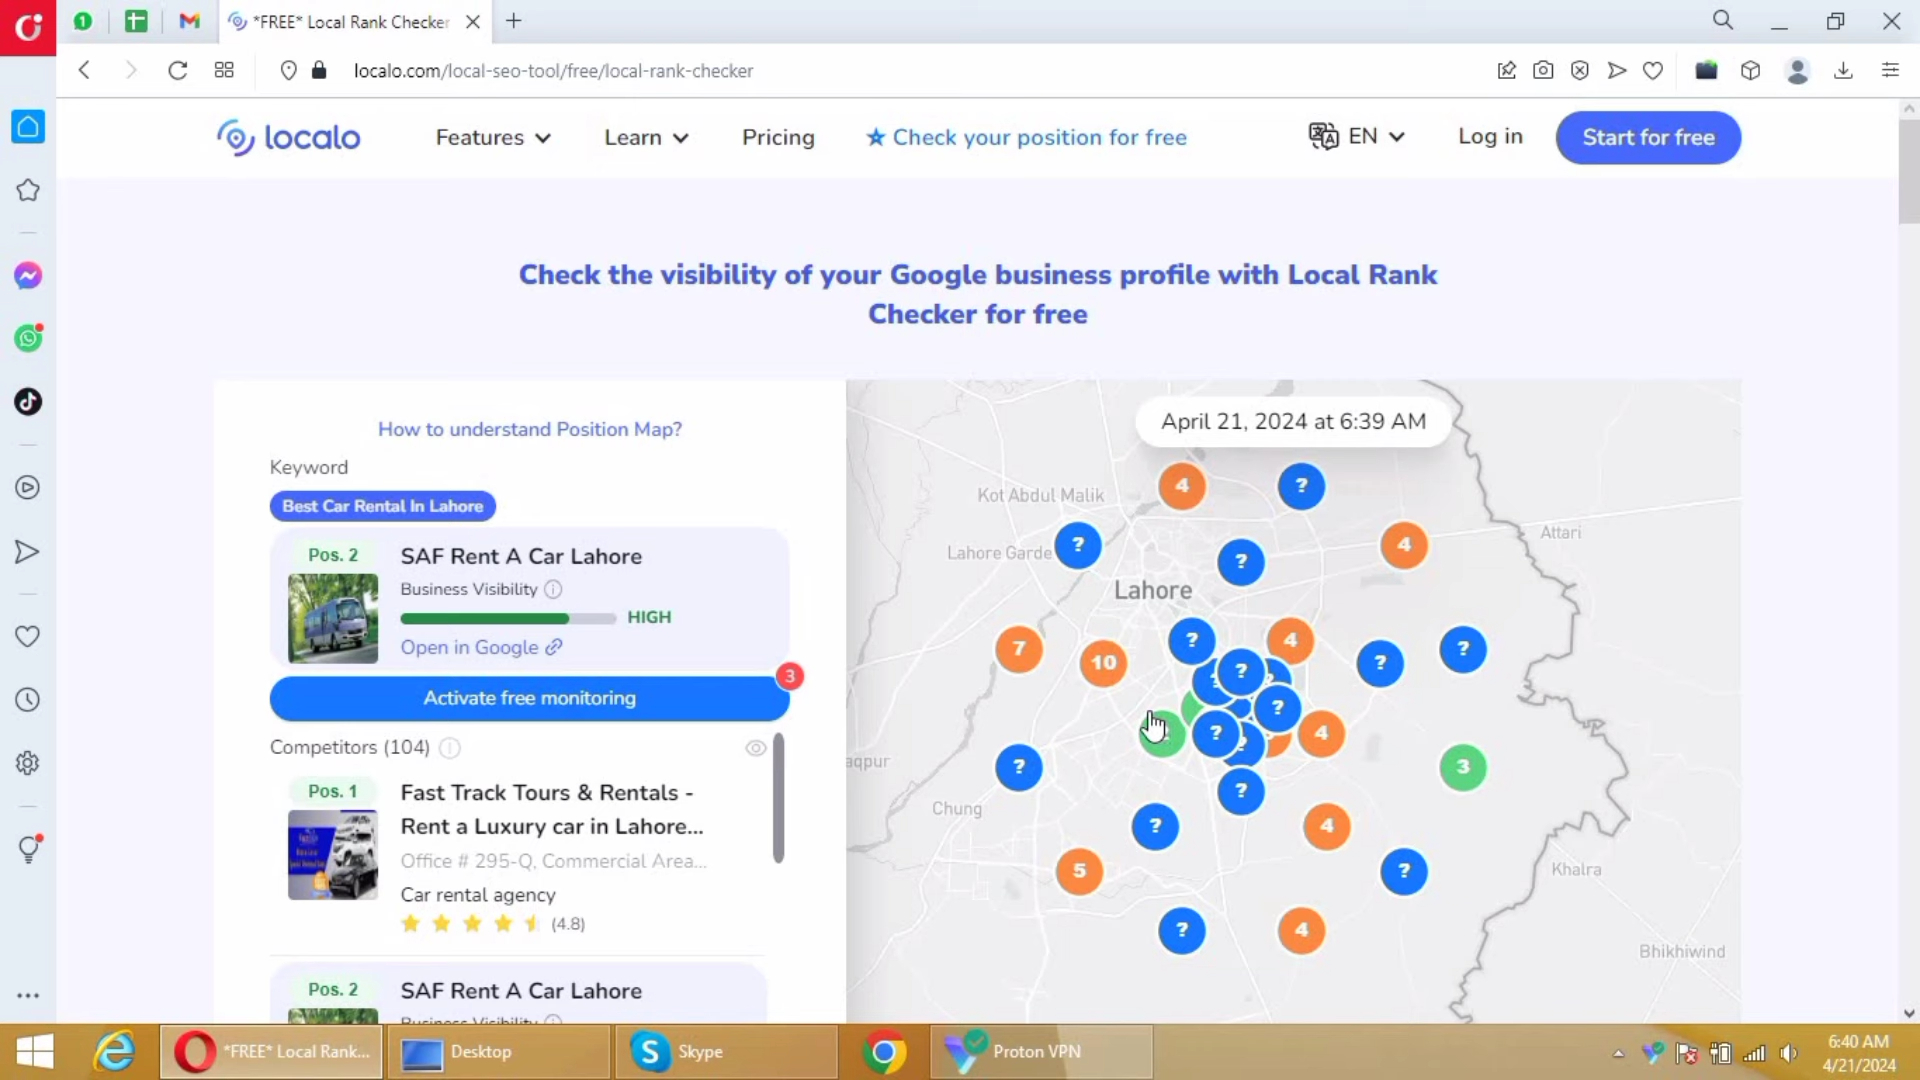 *FREE* Local Rank Checker
localo.com/local-seo-tool/free/local-rank-checker
localo
Features
Learn
Pricing
Check your position for free
EN
Log in
Start for free
Check the visibility of your Google business profile with Local Rank
Checker for free
How to understand Position Map?
Keyword
Best Car Rental In Lahore
Pos. 2
SAF Rent A Car Lahore
Business Visibility
HIGH
Open in Google
3
Activate free monitoring
Competitors (104)
Pos. 1
Fast Track Tours & Rentals -
Rent a Luxury car in Lahore...
Office # 295-Q, Commercial Area...
Car rental agency
(4.8)
Pos. 2
SAF Rent A Car Lahore
Business Visibility
April 21, 2024 at 6:39 AM
4
?
Kot Abdul Malik
Attari
?
4
Lahore Garde
?
Lahore
?
4
7
10
?
?
?
?
?
?
4
3
?
?
Chung
?
4
?
5
?
Khalra
?
4
Bhikhiwind
*FREE* Local Rank...
Desktop
Skype
Proton VPN
6:40 AM
4/21/2024